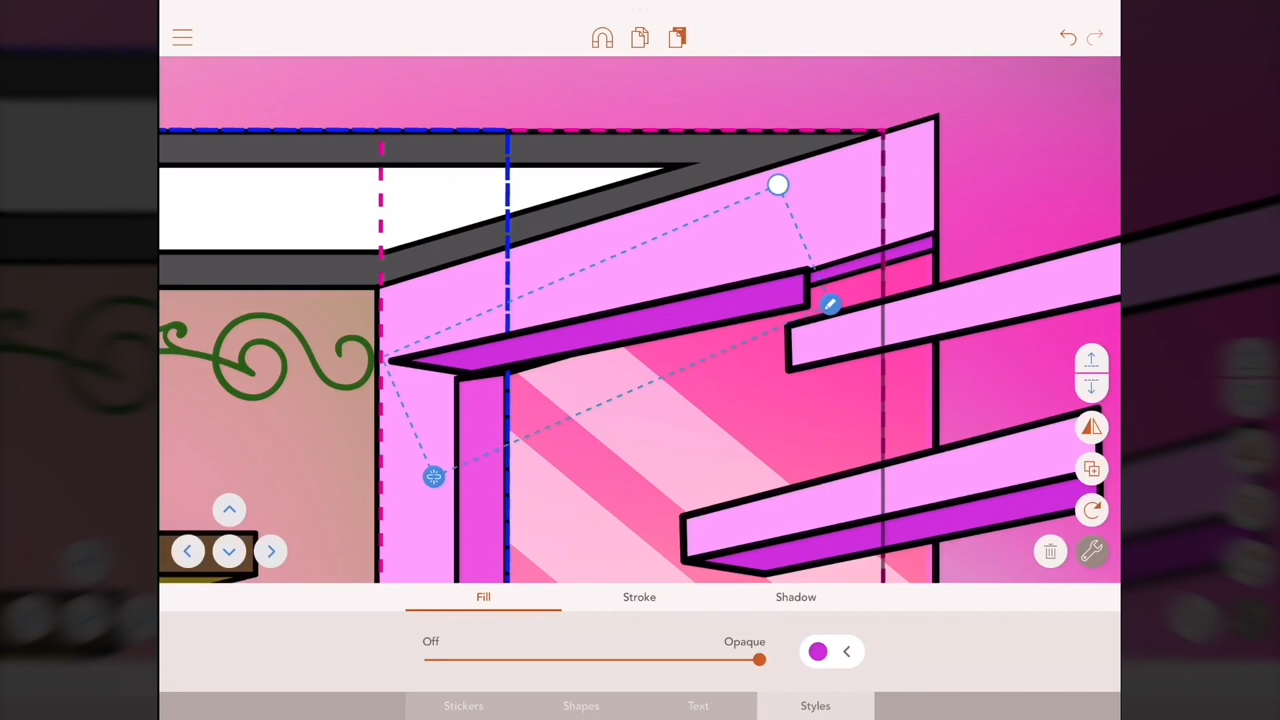 Fill
Stroke
Shadow
Off
Opaque
Stickers
Shapes
Text
Styles